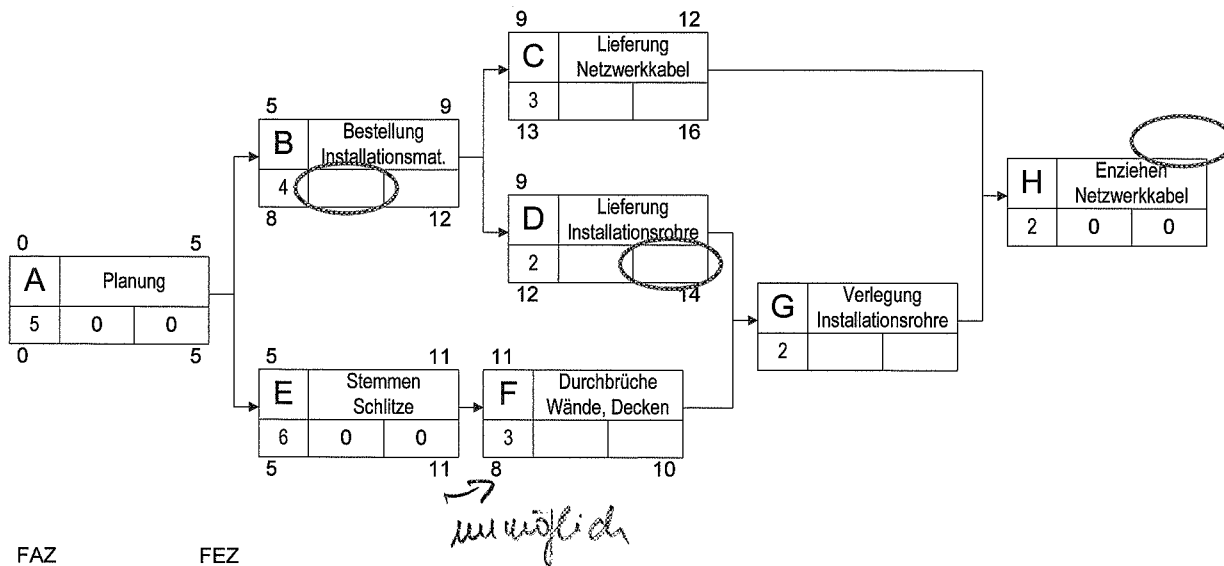 9 12
C Lieferung
Netzwerkkabel
3
13 16
5 9
B Bestellung
Installationsmat.
4
8 12
9
D Lieferung
Installationsrohre
2
12 14
H Enziehen
Netzwerkkabel
2 0 0
0 5
A Planung
5 0 0
0 5
G Verlegung
Installationsrohre
2
5 11
E Stemmen
Schlitze
6 0 0
5 11
11
F Durchbrüche
Wände, Decken
3
8 10
unmöglich
FAZ FEZ